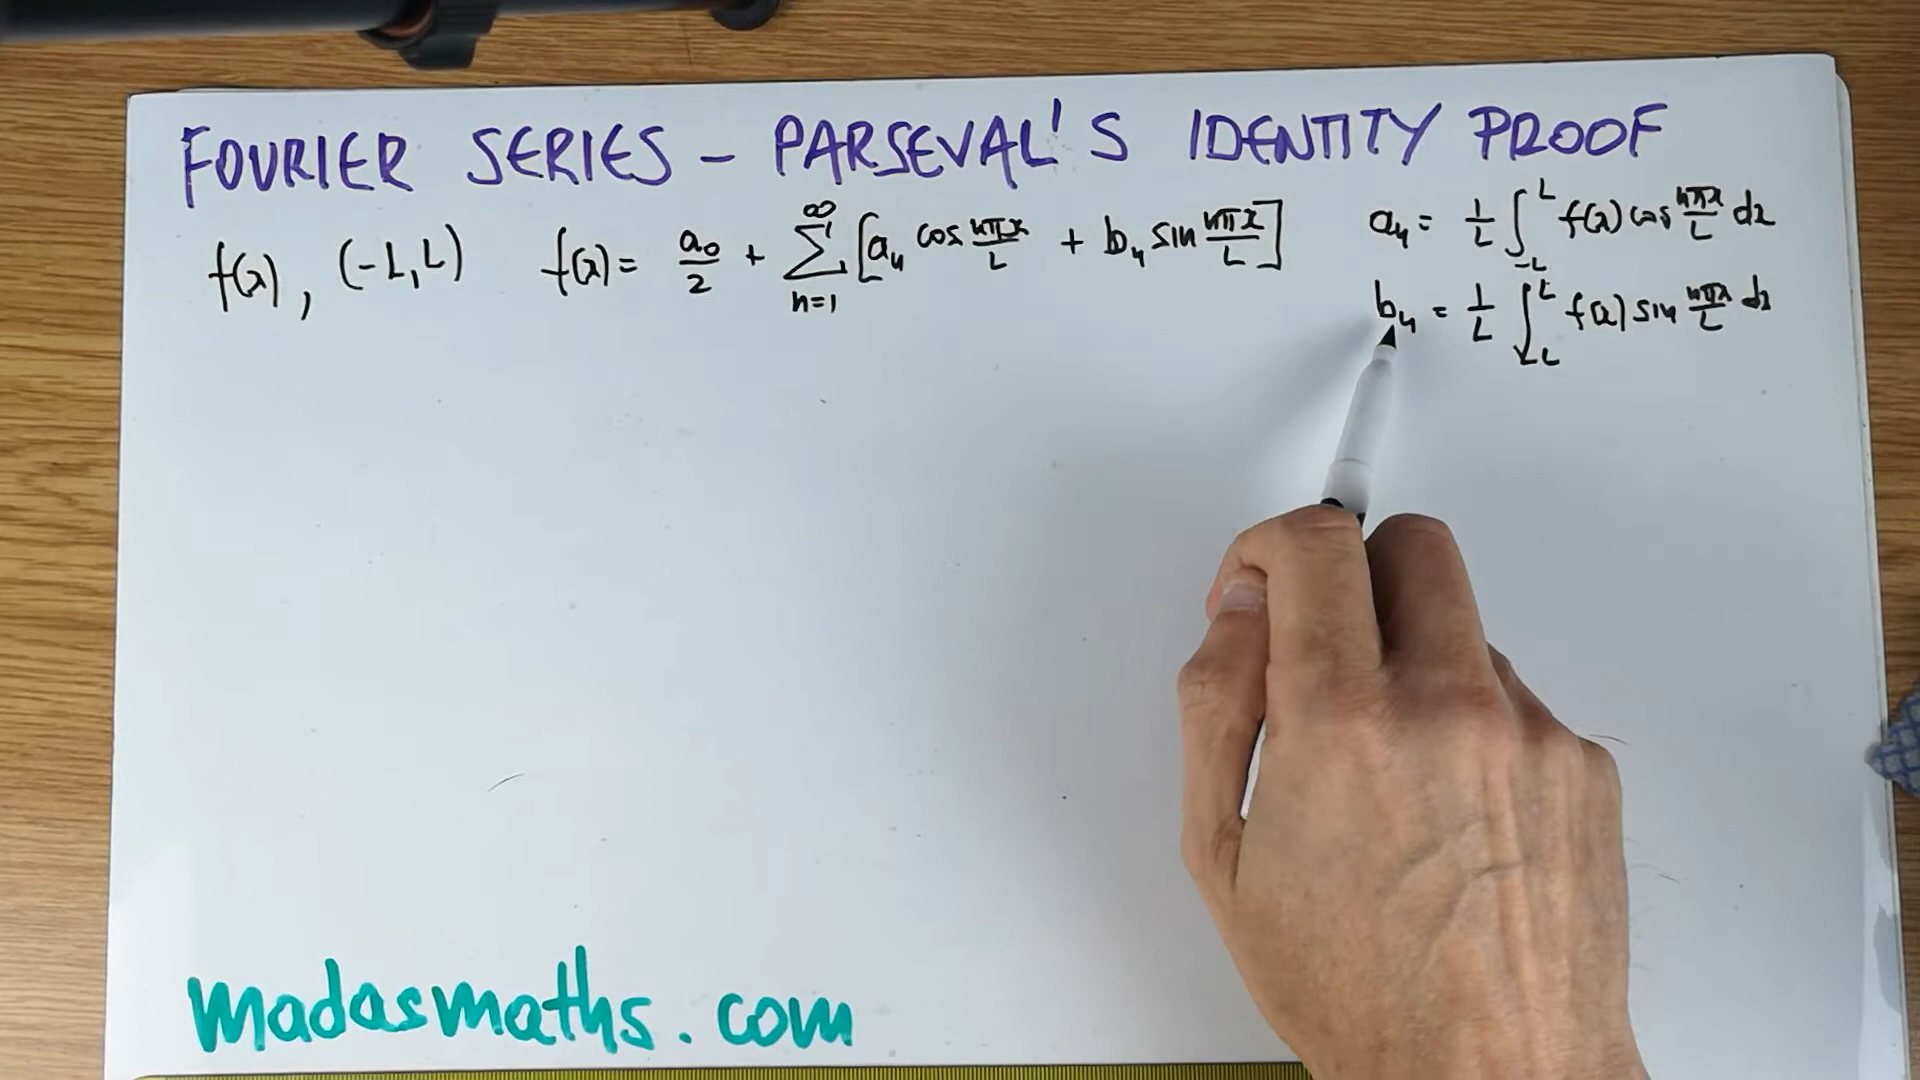 FOURIER SERIES - PARSEVAL'S IDENTITY PROOF
f(x), (-L, L) f(x) = a₀/2 + ∑_{n=1}^{∞} [aₙ cos nπx/L + bₙ sin nπx/L] aₙ = 1/L ∫_{-L}^{L} f(x) cos nπx/L dx
bₙ = 1/L ∫_{-L}^{L} f(x) sin nπx/L dx
madasmaths.com